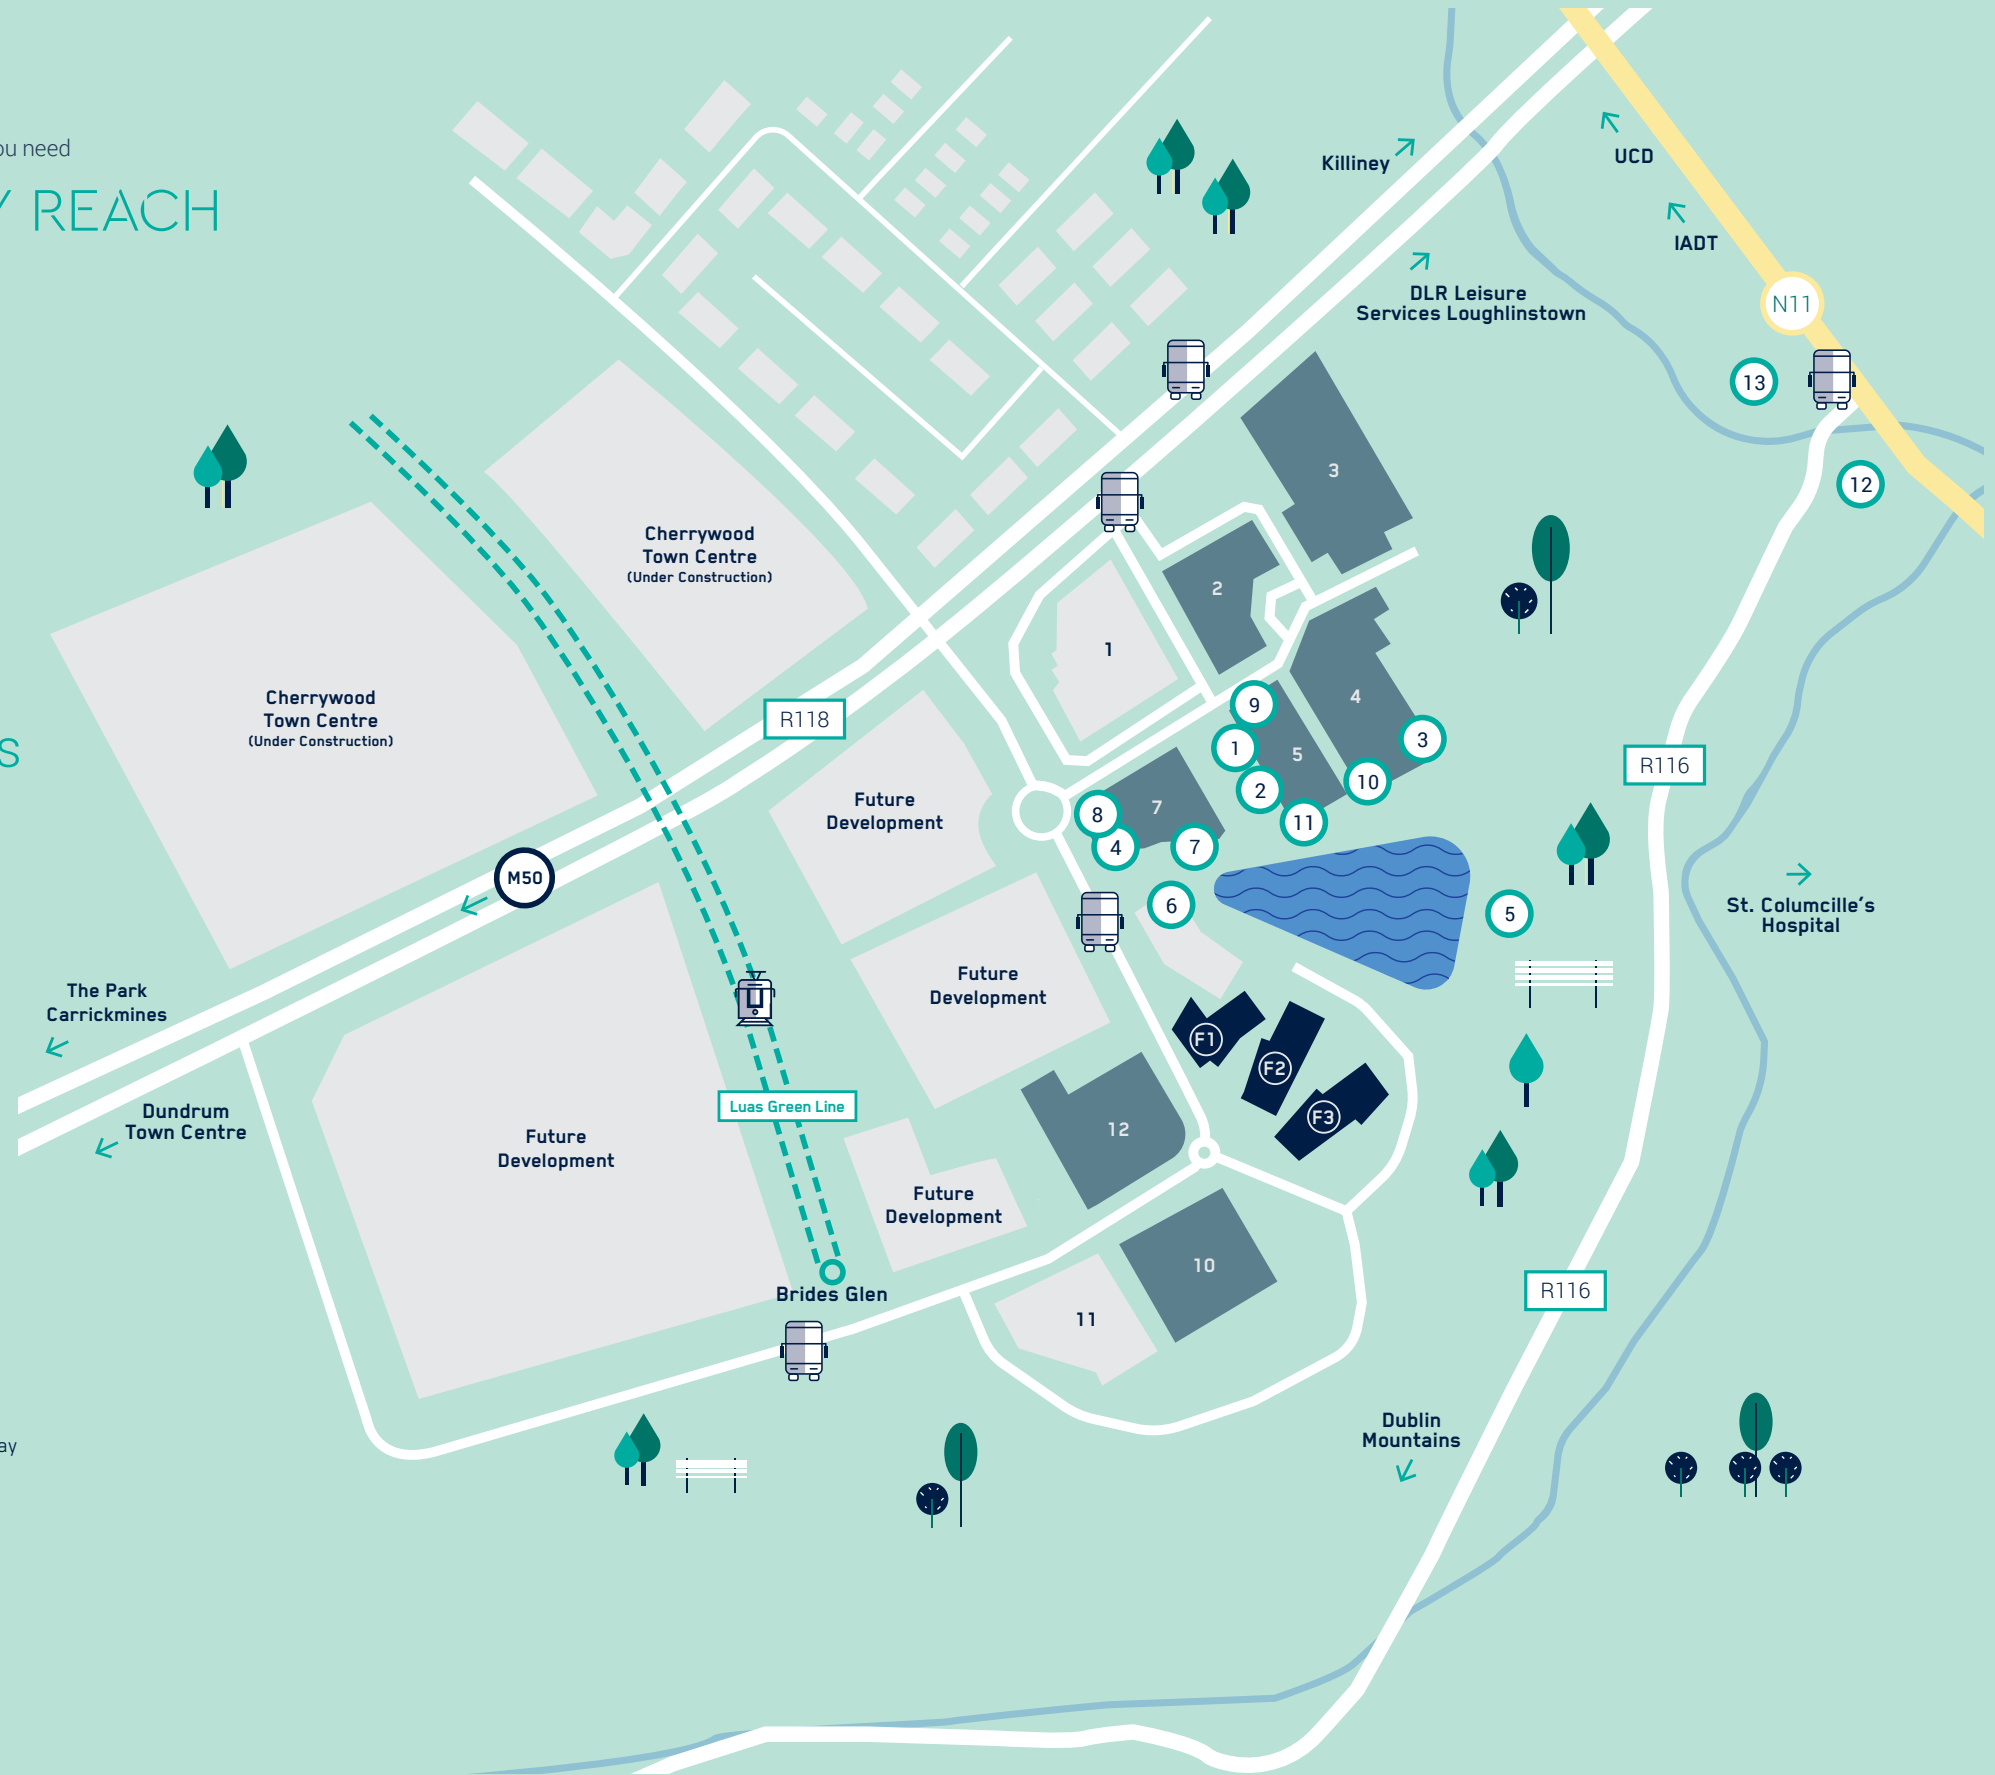 ou need
Y REACH
Killiney
UCD
IADT
DLR Leisure
Services Loughlinstown
N11
13
12
3
Cherrywood
Town Centre
(Under Construction)
2
1
Cherrywood
Town Centre
(Under Construction)
R118
4
9
1
5
3
2
10
11
S
R116
Future
Development
7
8
4
7
M50
6
5
St. Columcille's
Hospital
The Park
Carrickmines
Future
Development
F1
F2
F3
Dundrum
Town Centre
Luas Green Line
12
Future
Development
Future
Development
10
Brides Glen
R116
11
Dublin
Mountains
ay